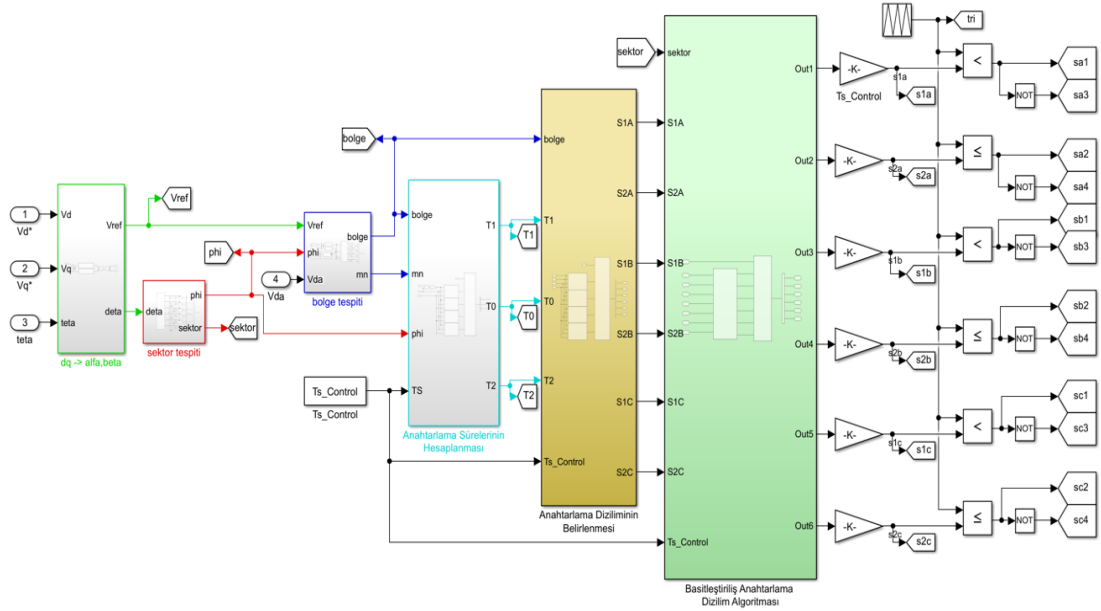 1
Vd*
2
Vq*
3
teta
Vd
Vq
teta
Vref
deta
dq -> alfa,beta
Vref
deta
phi
sektor
sektor tespiti
phi
sektor
4
Vda
Vref
phi
Vda
bolge
mn
bolge tespiti
bolge
Ts_Control
Ts_Control
bolge
mn
phi
TS
T1
T0
T2
Anahtarlama Sürelerinin
Hesaplanması
T1
T0
T2
bolge
T1
T0
T2
Ts_Control
S1A
S2A
S1B
S2B
S1C
S2C
Anahtarlama Diziliminin
Belirlenmesi
sektor
sektor
S1A
S2A
S1B
S2B
S1C
S2C
Ts_Control
Out1
Out2
Out3
Out4
Out5
Out6
Basitleştiriliş Anahtarlama
Dizilim Algoritması
tri
-K-
Ts_Control
s1a
s1a
<
NOT
sa1
sa3
-K-
s2a
s2a
≤
NOT
sa2
sa4
-K-
s1b
s1b
<
NOT
sb1
sb3
-K-
s2b
s2b
≤
NOT
sb2
sb4
-K-
s1c
s1c
<
NOT
sc1
sc3
-K-
s2c
s2c
≤
NOT
sc2
sc4